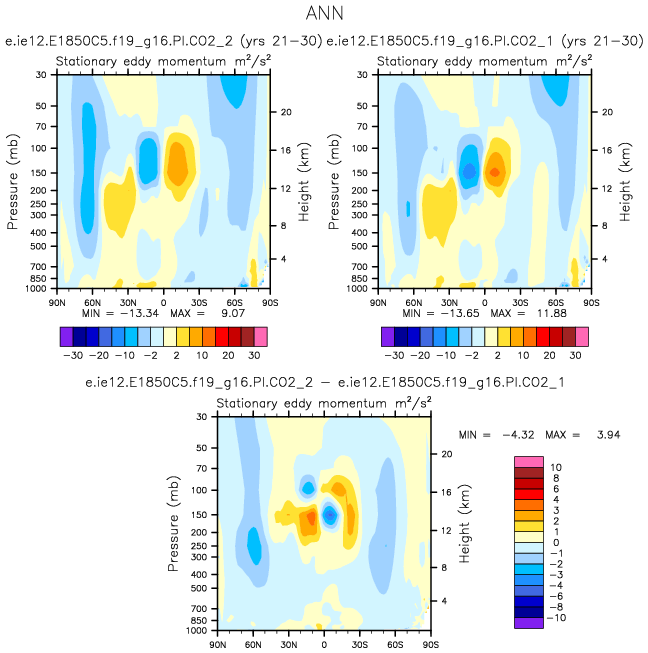 ANN
e.ie12.E1850C5.f19_g16.PI.CO2_2 (yrs 21−30) e.ie12.E1850C5.f19_g16.PI.CO2_1 (yrs 21−30)
Stationary eddy momentum m²/s² Stationary eddy momentum m²/s²
30 50 70 100 150 200 250 300 400 500 700 850 1000
Pressure (mb)
20 16 12 8 4
Height (km)
90N 60N 30N 0 30S 60S 90S
MIN = −13.34 MAX = 9.07
−30 −20 −10 −2 2 10 20 30
30 50 70 100 150 200 250 300 400 500 700 850 1000
Pressure (mb)
20 16 12 8 4
Height (km)
90N 60N 30N 0 30S 60S 90S
MIN = −13.65 MAX = 11.88
−30 −20 −10 −2 2 10 20 30
e.ie12.E1850C5.f19_g16.PI.CO2_2 − e.ie12.E1850C5.f19_g16.PI.CO2_1
Stationary eddy momentum m²/s²
30 50 70 100 150 200 250 300 400 500 700 850 1000
Pressure (mb)
20 16 12 8 4
Height (km)
90N 60N 30N 0 30S 60S 90S
MIN = −4.32 MAX = 3.94
10
8
6
5
4
3
2
1
0
−1
−2
−3
−4
−6
−8
−10